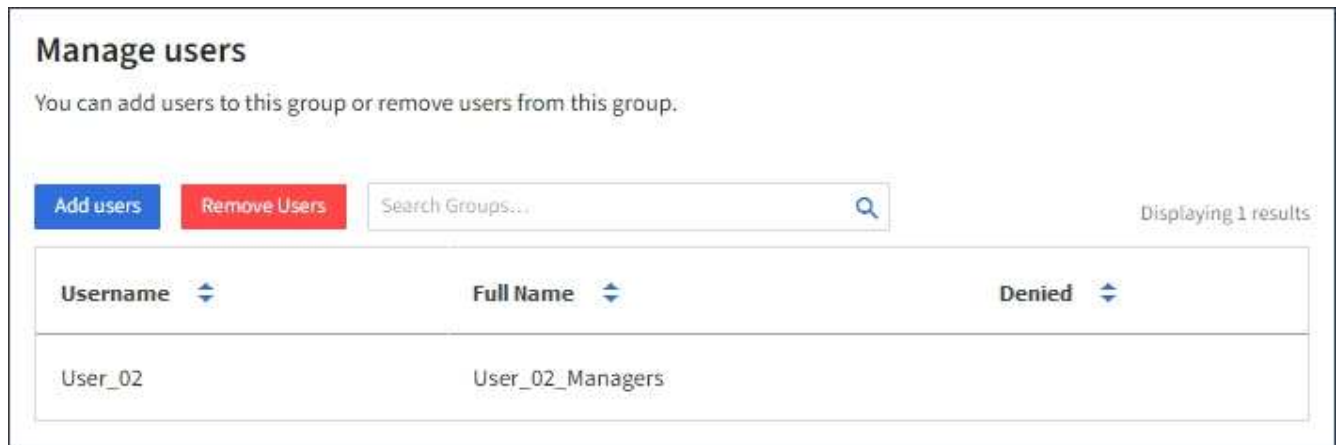 Manage users
You can add users to this group or remove users from this group.
Add users Remove Users Search Groups... Displaying 1 results
Username Full Name Denied
User_02 User_02_Managers